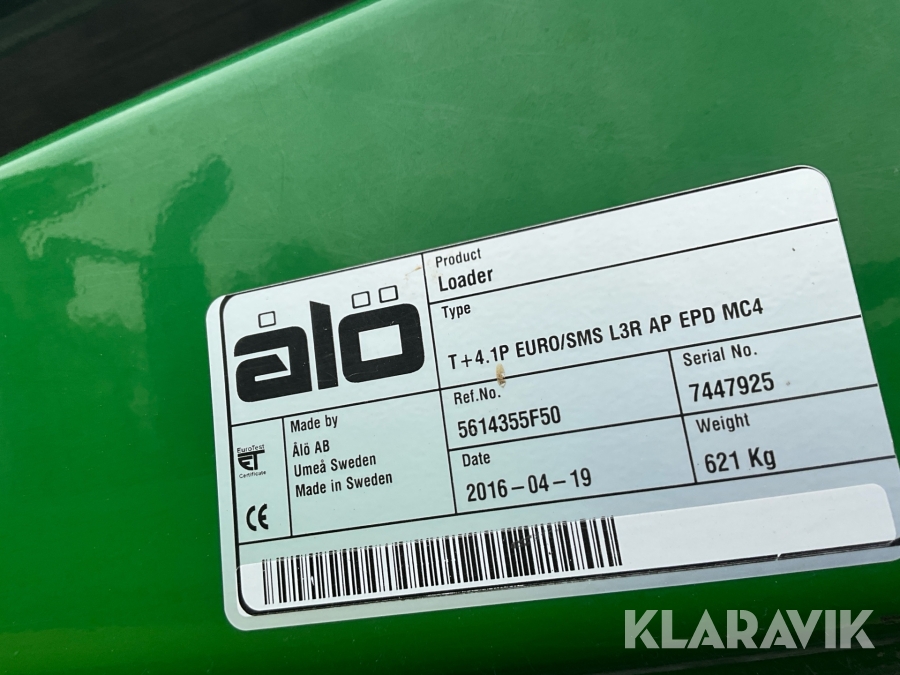 ålö
Product
Loader
Type
T+4.1P EURO/SMS L3R AP EPD MC4
Ref.No.
5614355F50
Serial No.
7447925
Date
2016-04-19
Weight
621 Kg
EuroTest
ET
Certificate
CE
Made by
Ålö AB
Umeå Sweden
Made in Sweden
KLARAVIK